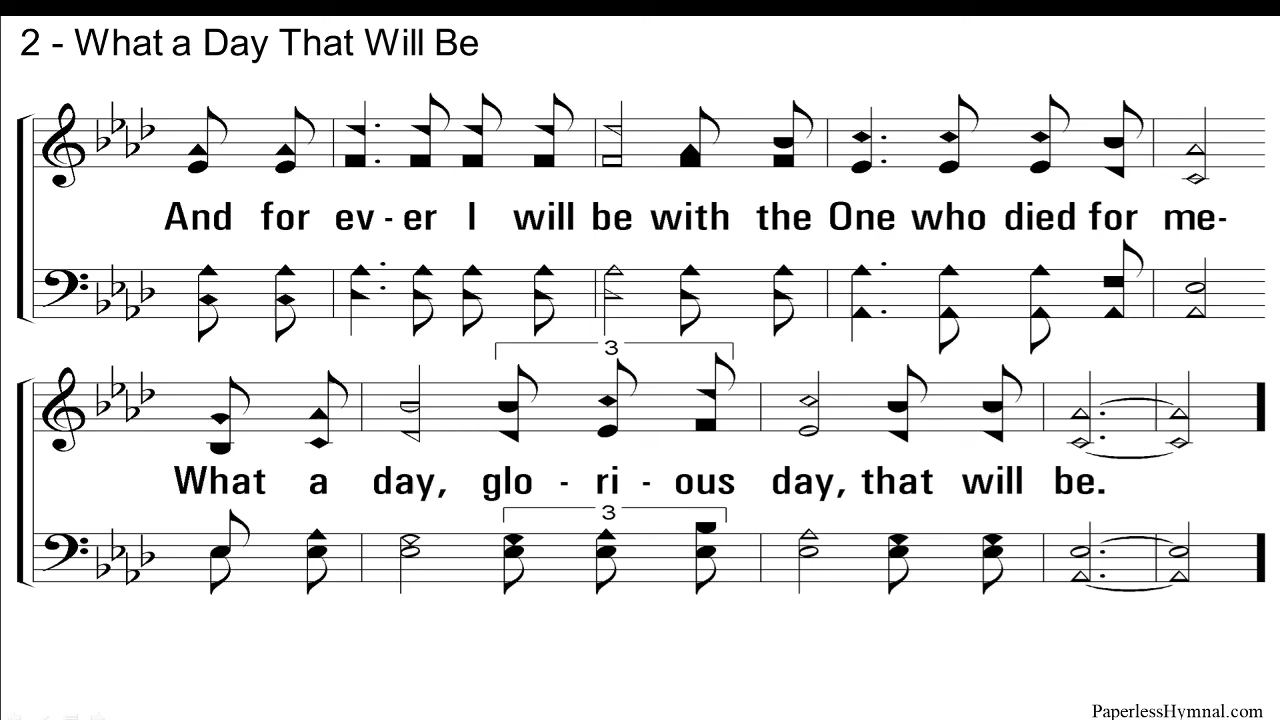 2 - What a Day That Will Be
And for ev - er I will be with the One who died for me-
3
What a day, glo - ri - ous day, that will be.
3
PaperlessHymnal.com